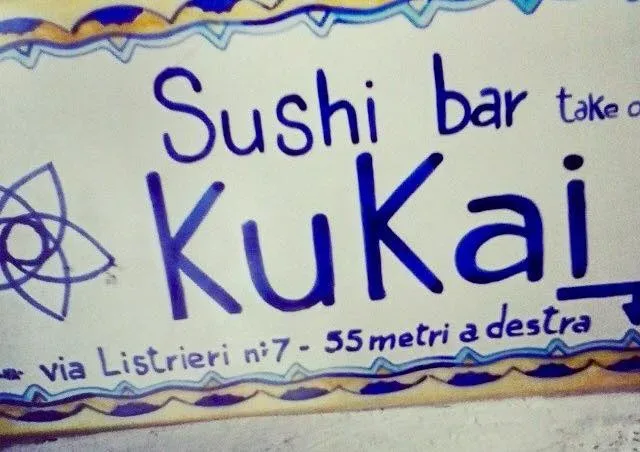 Sushi bar take
KuKai
via Listrieri n:7 - 55 metri a destra